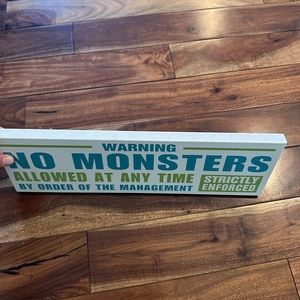 WARNING
NO MONSTERS
ALLOWED AT ANY TIME
BY ORDER OF THE MANAGEMENT
STRICTLY
ENFORCED